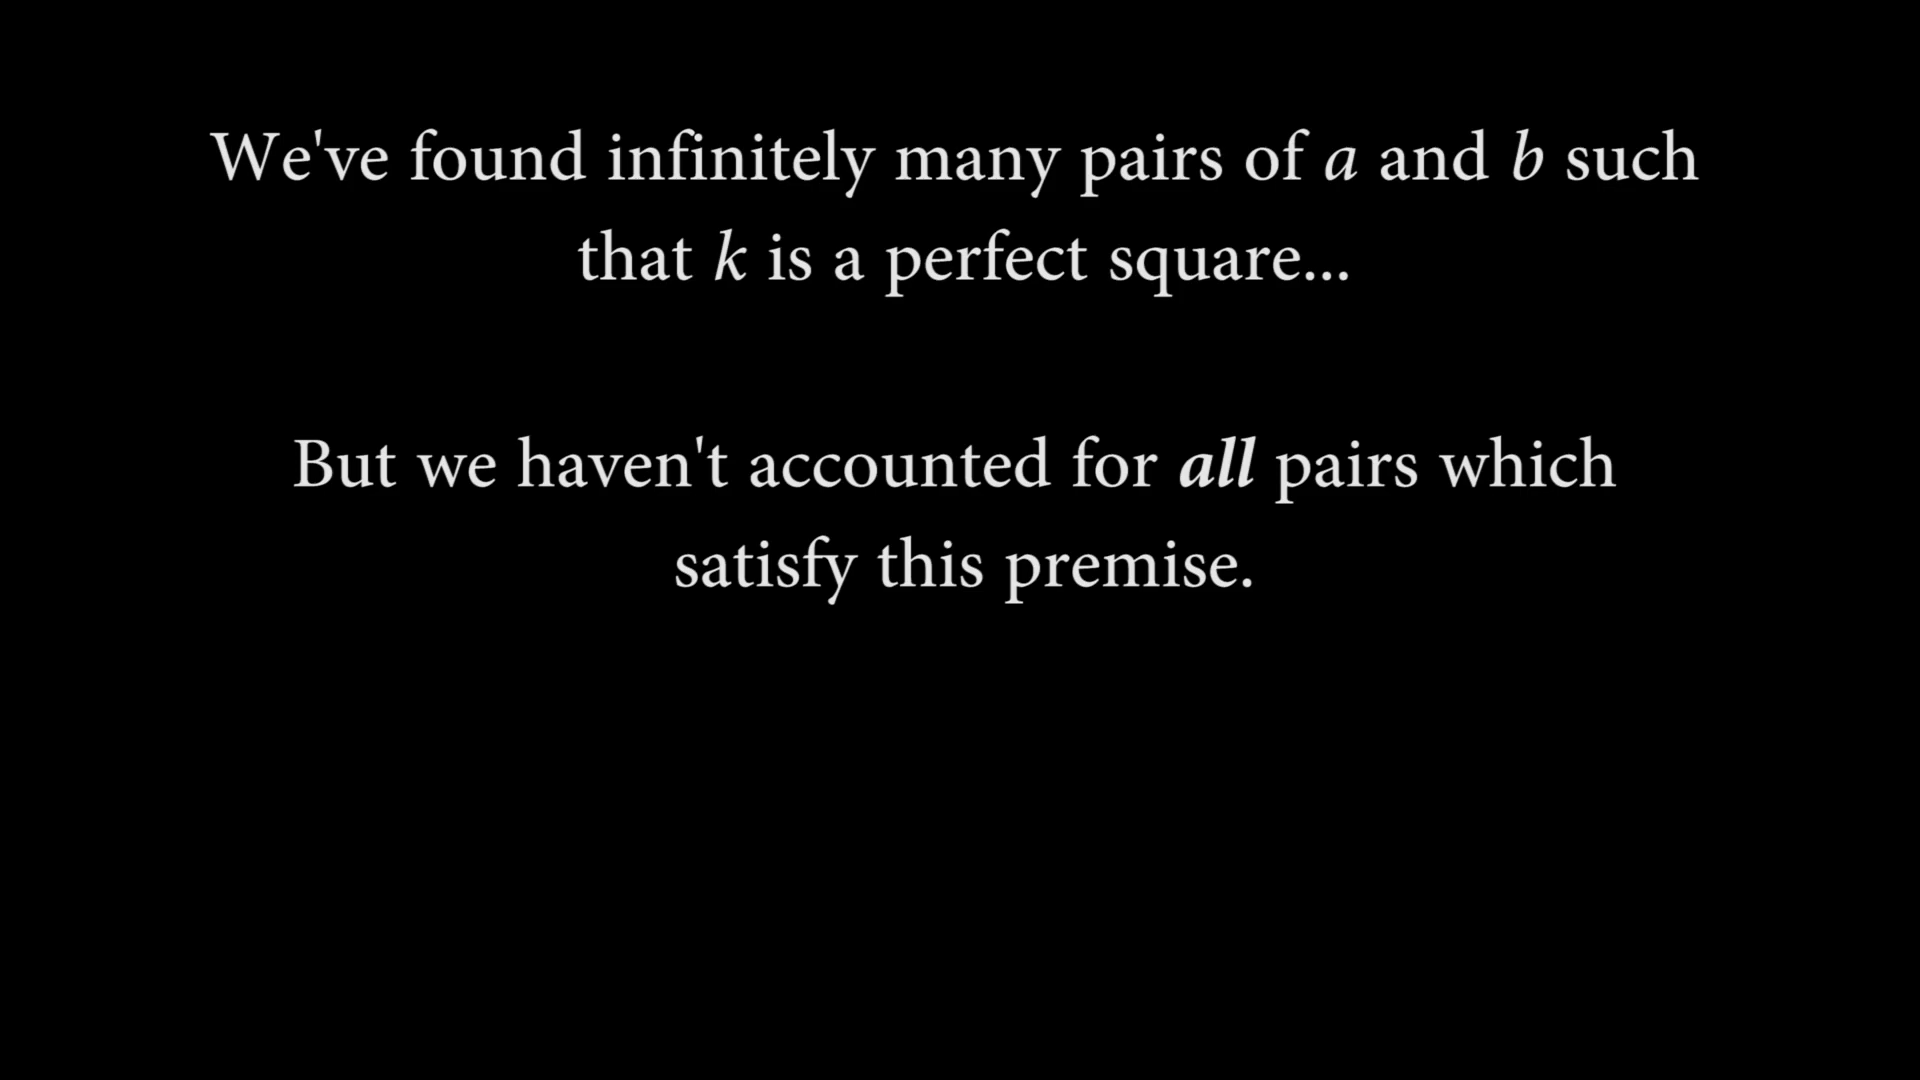 We've found infinitely many pairs of a and b such
that k is a perfect square...
But we haven't accounted for all pairs which
satisfy this premise.